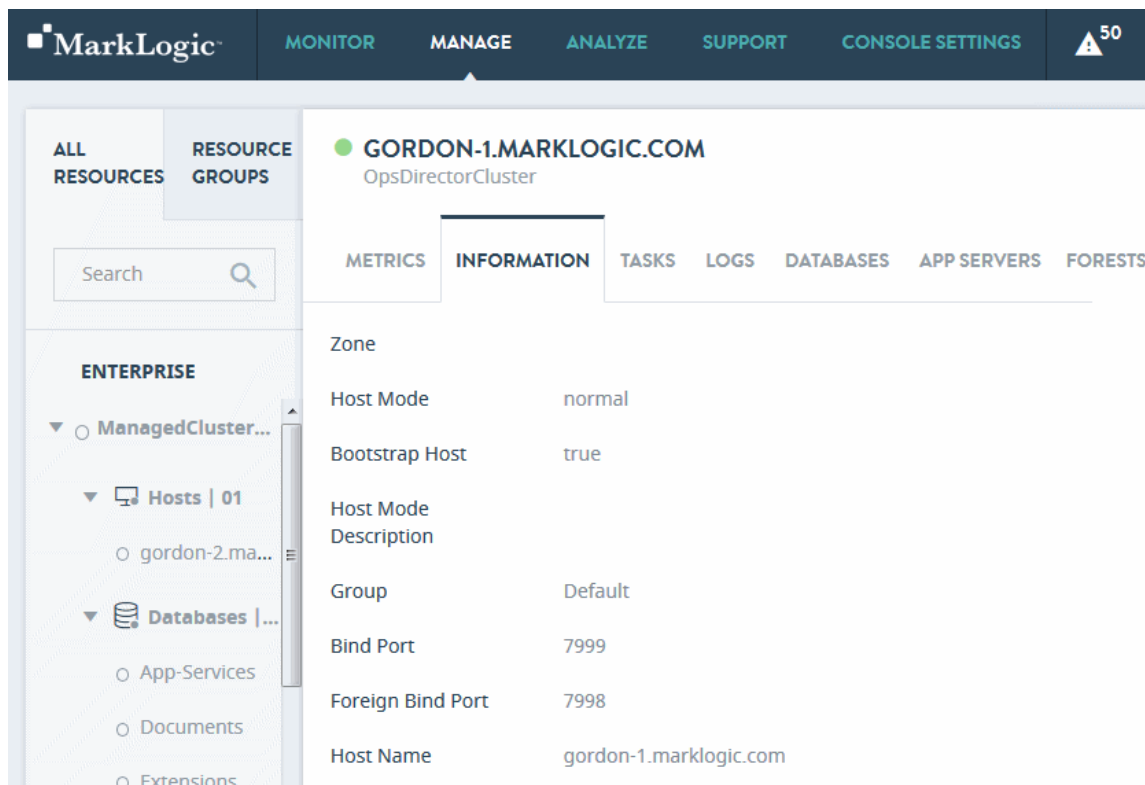 MarkLogic MONITOR MANAGE ANALYZE SUPPORT CONSOLE SETTINGS 50
ALL RESOURCES
RESOURCE GROUPS
Search
ENTERPRISE
ManagedCluster...
Hosts | 01
gordon-2.ma...
Databases |...
App-Services
Documents
Extensions
GORDON-1.MARKLOGIC.COM
OpsDirectorCluster
METRICS INFORMATION TASKS LOGS DATABASES APP SERVERS FORESTS
Zone
Host Mode normal
Bootstrap Host true
Host Mode
Description
Group Default
Bind Port 7999
Foreign Bind Port 7998
Host Name gordon-1.marklogic.com